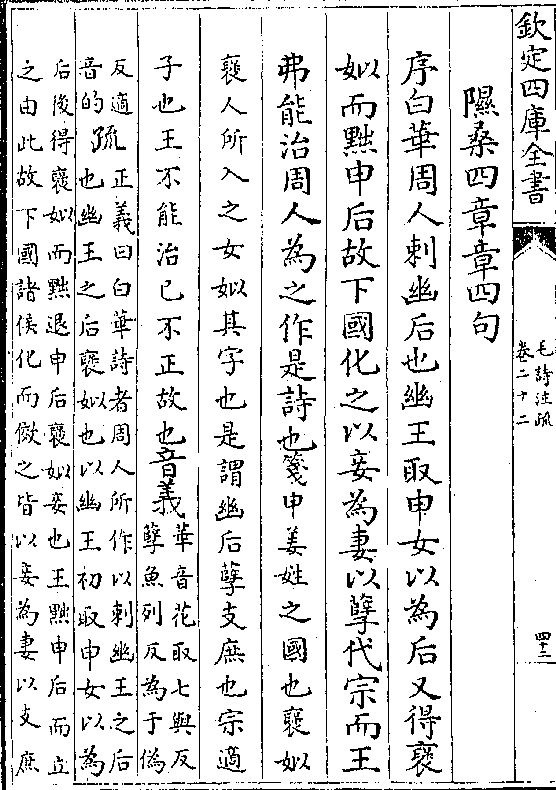 欽定四庫全書
毛詩注疏
卷二十二
四十三
隰桑四章章四句
序白華周人刺幽后也幽王取申女以為后又得褒
姒而黜申后故下國化之以妾為妻以孽代宗而王
弗能治周人為之作是詩也箋申姜姓之國也褒姒
褒人所入之女姒其字也是謂幽后孽支庶也宗適
子也王不能治己不正故也音義
華音花取七與反
孽魚列反為于偽
反適
音的
疏
正義曰白華詩者周人所作以刺幽王之后
也幽王之后褒姒也以幽王初取申女以為
后後得褒姒而黜退申后褒姒妾也王黜申后而立
之由此故下國諸侯化而傚之皆以妾為妻以支庶